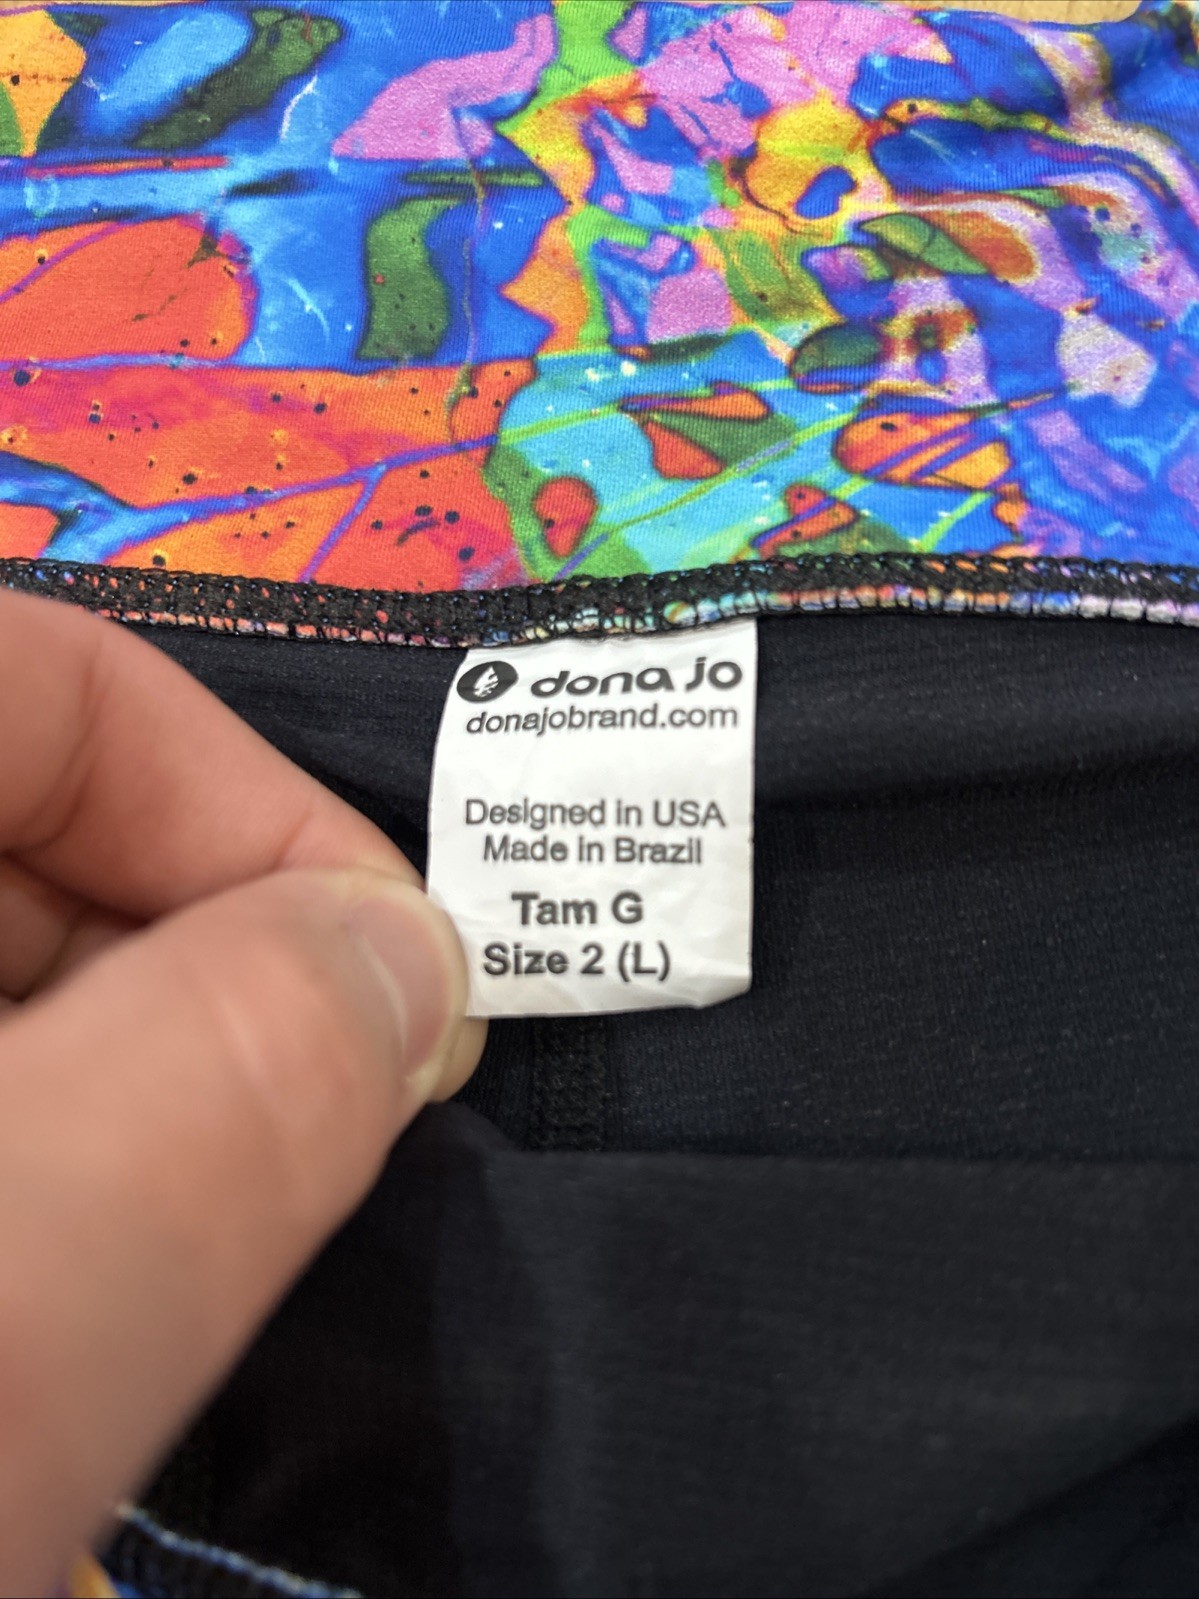 dona jo
donajobrand.com
Designed in USA
Made in Brazil
Tam G
Size 2 (L)